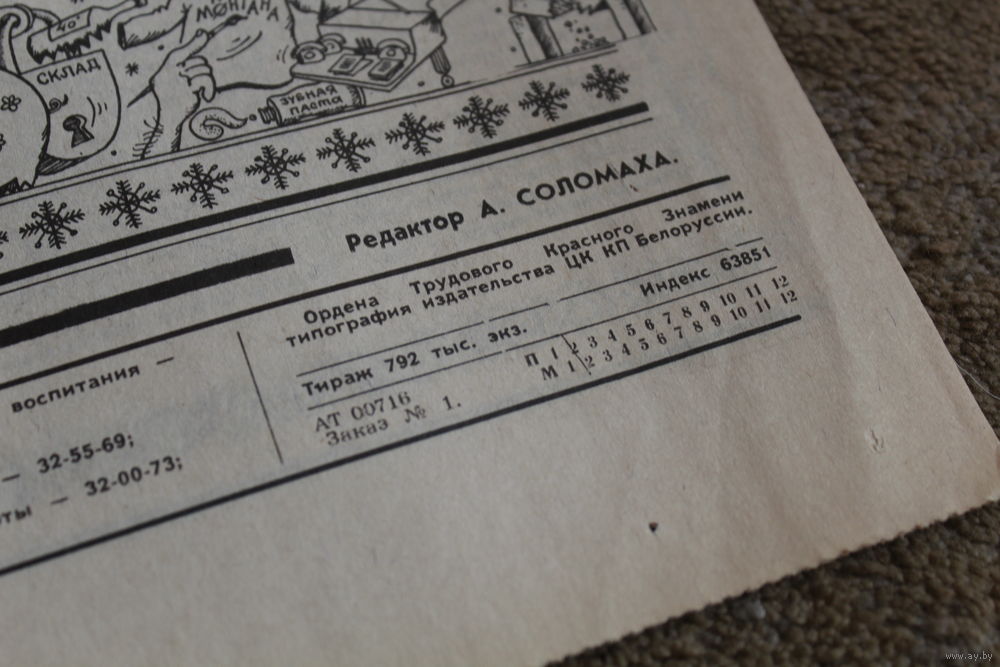 40°
МОНТАНА
СКЛАД
ЗУБНАЯ
ПАСТА
Редактор А. СОЛОМАХА.
Ордена Трудового Красного Знамени
типография издательства ЦК КП Белоруссии.
Тираж 792 тыс. экз.
Индекс 63851
П 1 2 3 4 5 6 7 8 9 10 11 12
М 1 2 3 4 5 6 7 8 9 10 11 12
АТ 00716
Заказ № 1.
воспитания —
— 32-55-69;
ты — 32-00-73;
www.ay.by